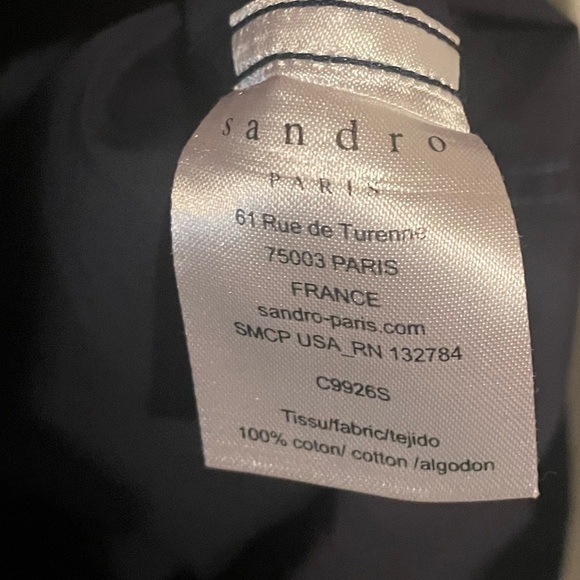 sandro
PARIS
61 Rue de Turenne
75003 PARIS
FRANCE
sandro-paris.com
SMCP USA_RN 132784
C9926S
Tissu/fabric/tejido
100% coton/ cotton /algodon